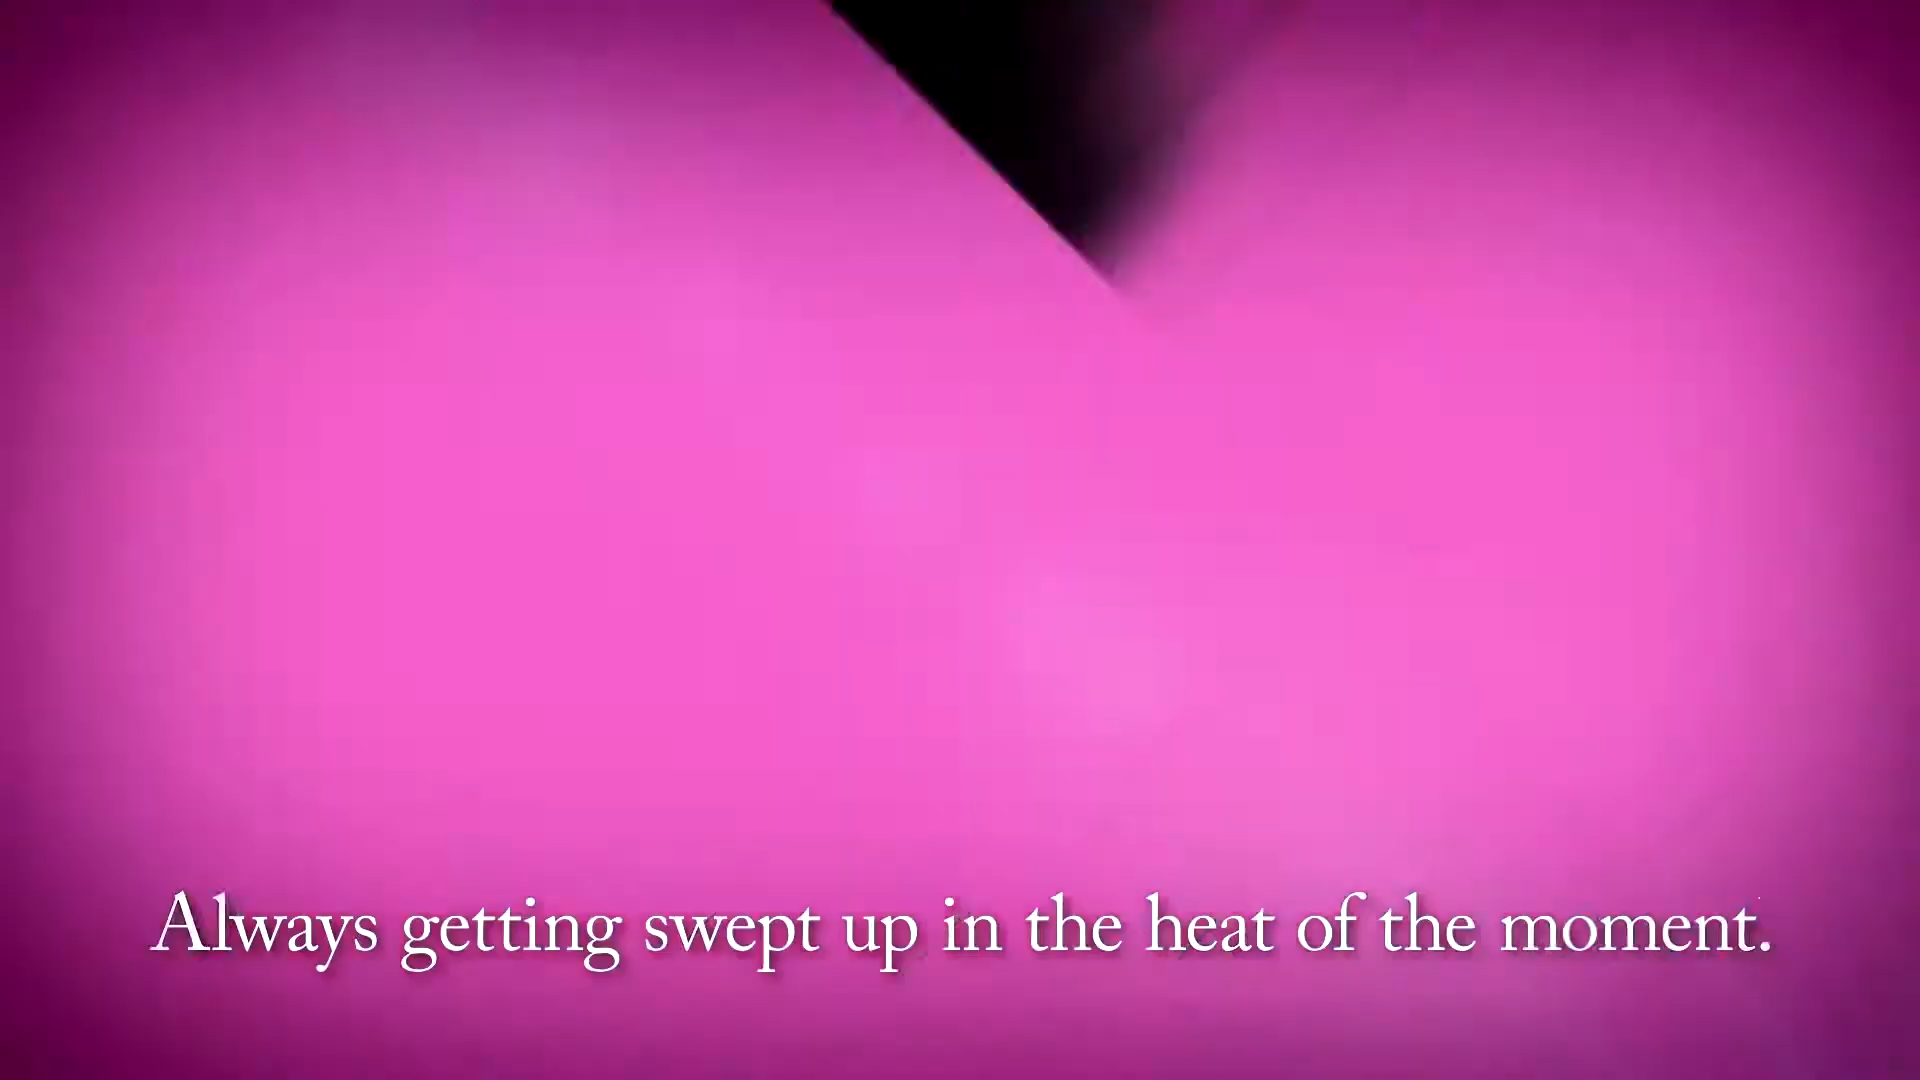 Always getting swept up in the heat of the moment.